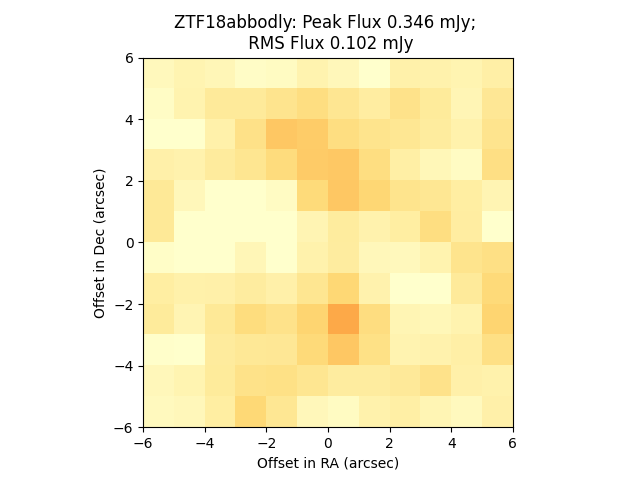 ZTF18abbodly: Peak Flux 0.346 mJy;
RMS Flux 0.102 mJy
6
4
2
0
−2
−4
−6
Offset in Dec (arcsec)
−6 −4 −2 0 2 4 6
Offset in RA (arcsec)